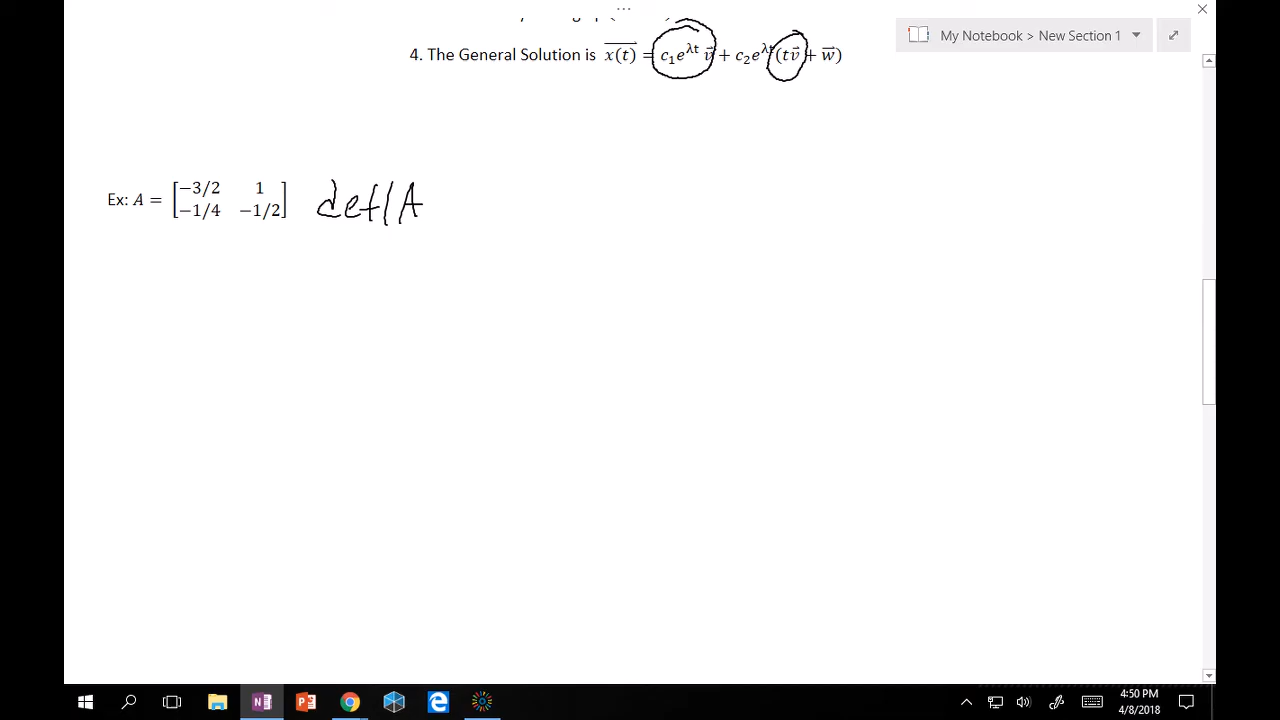 My Notebook > New Section 1
4. The General Solution is x(t)⃗ = c₁e^λt v⃗ + c₂e^λt(tv⃗ + w⃗)
Ex: A = [−3/2 1
−1/4 −1/2] det|A
4:50 PM
4/8/2018